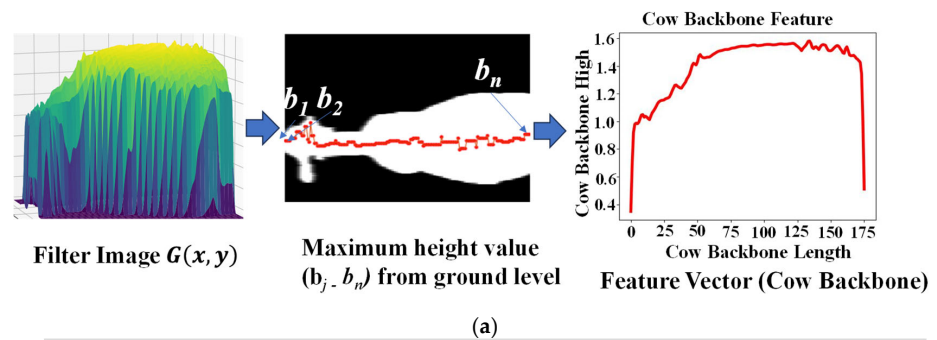 Filter Image G(x, y)
b1 b2
bn
Maximum height value
(bj - bn) from ground level
Cow Backbone Feature
Cow Backbone High
1.6
1.4
1.2
1.0
0.8
0.6
0.4
0 25 50 75 100 125 150 175
Cow Backbone Length
Feature Vector (Cow Backbone)
(a)